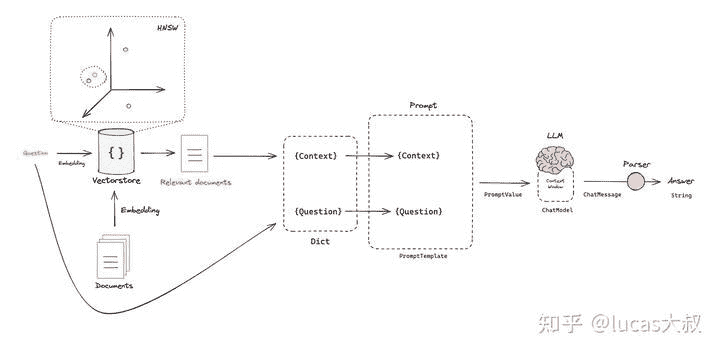 HNSW
Question
Embedding
{ }
Vectorstore
Relevant documents
Embedding
Documents
{Context}
{Question}
Dict
Prompt
{Context}
{Question}
PromptTemplate
PromptValue
LLM
Context
Window
ChatModel
ChatMessage
Parser
Answer
String
知乎 @lucas大叔